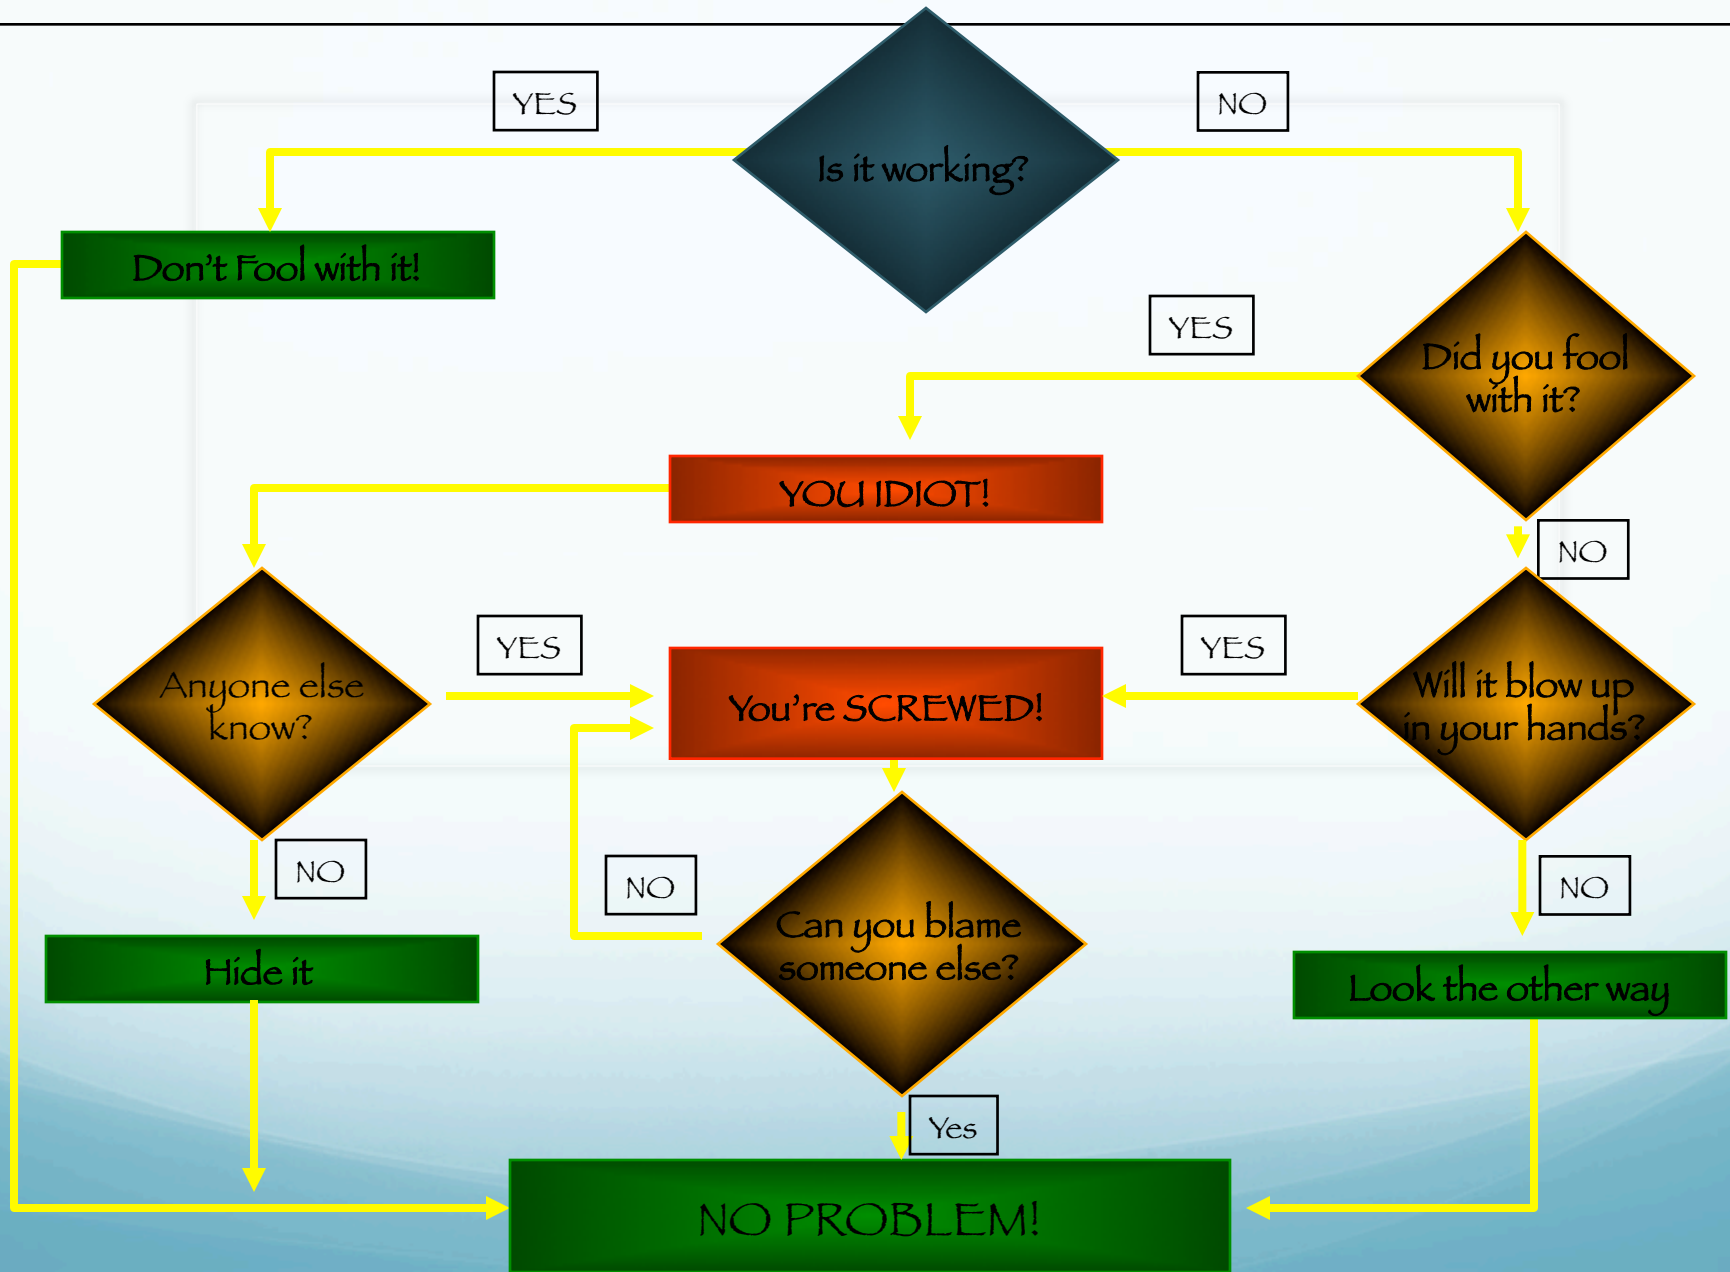 YES
Is it working?
NO
Don't Fool with it!
YES
Did you fool
with it?
YOU IDIOT!
NO
Anyone else
know?
YES
You're SCREWED!
YES
Will it blow up
in your hands?
NO
NO
Can you blame
someone else?
NO
Hide it
Look the other way
Yes
NO PROBLEM!